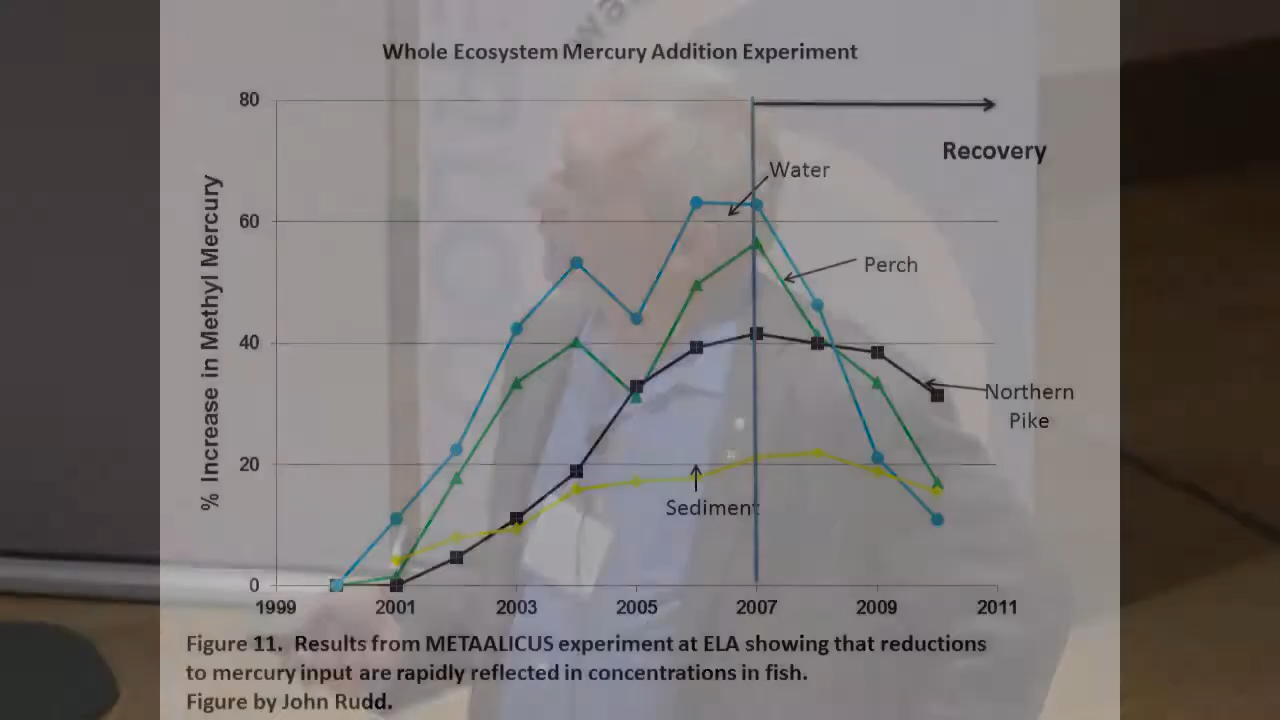 Whole Ecosystem Mercury Addition Experiment
80
Recovery
Water
60
Perch
% Increase in Methyl Mercury
40
Northern
Pike
20
Sediment
0
1999 2001 2003 2005 2007 2009 2011
Figure 11. Results from METAALICUS experiment at ELA showing that reductions
to mercury input are rapidly reflected in concentrations in fish.
Figure by John Rudd.